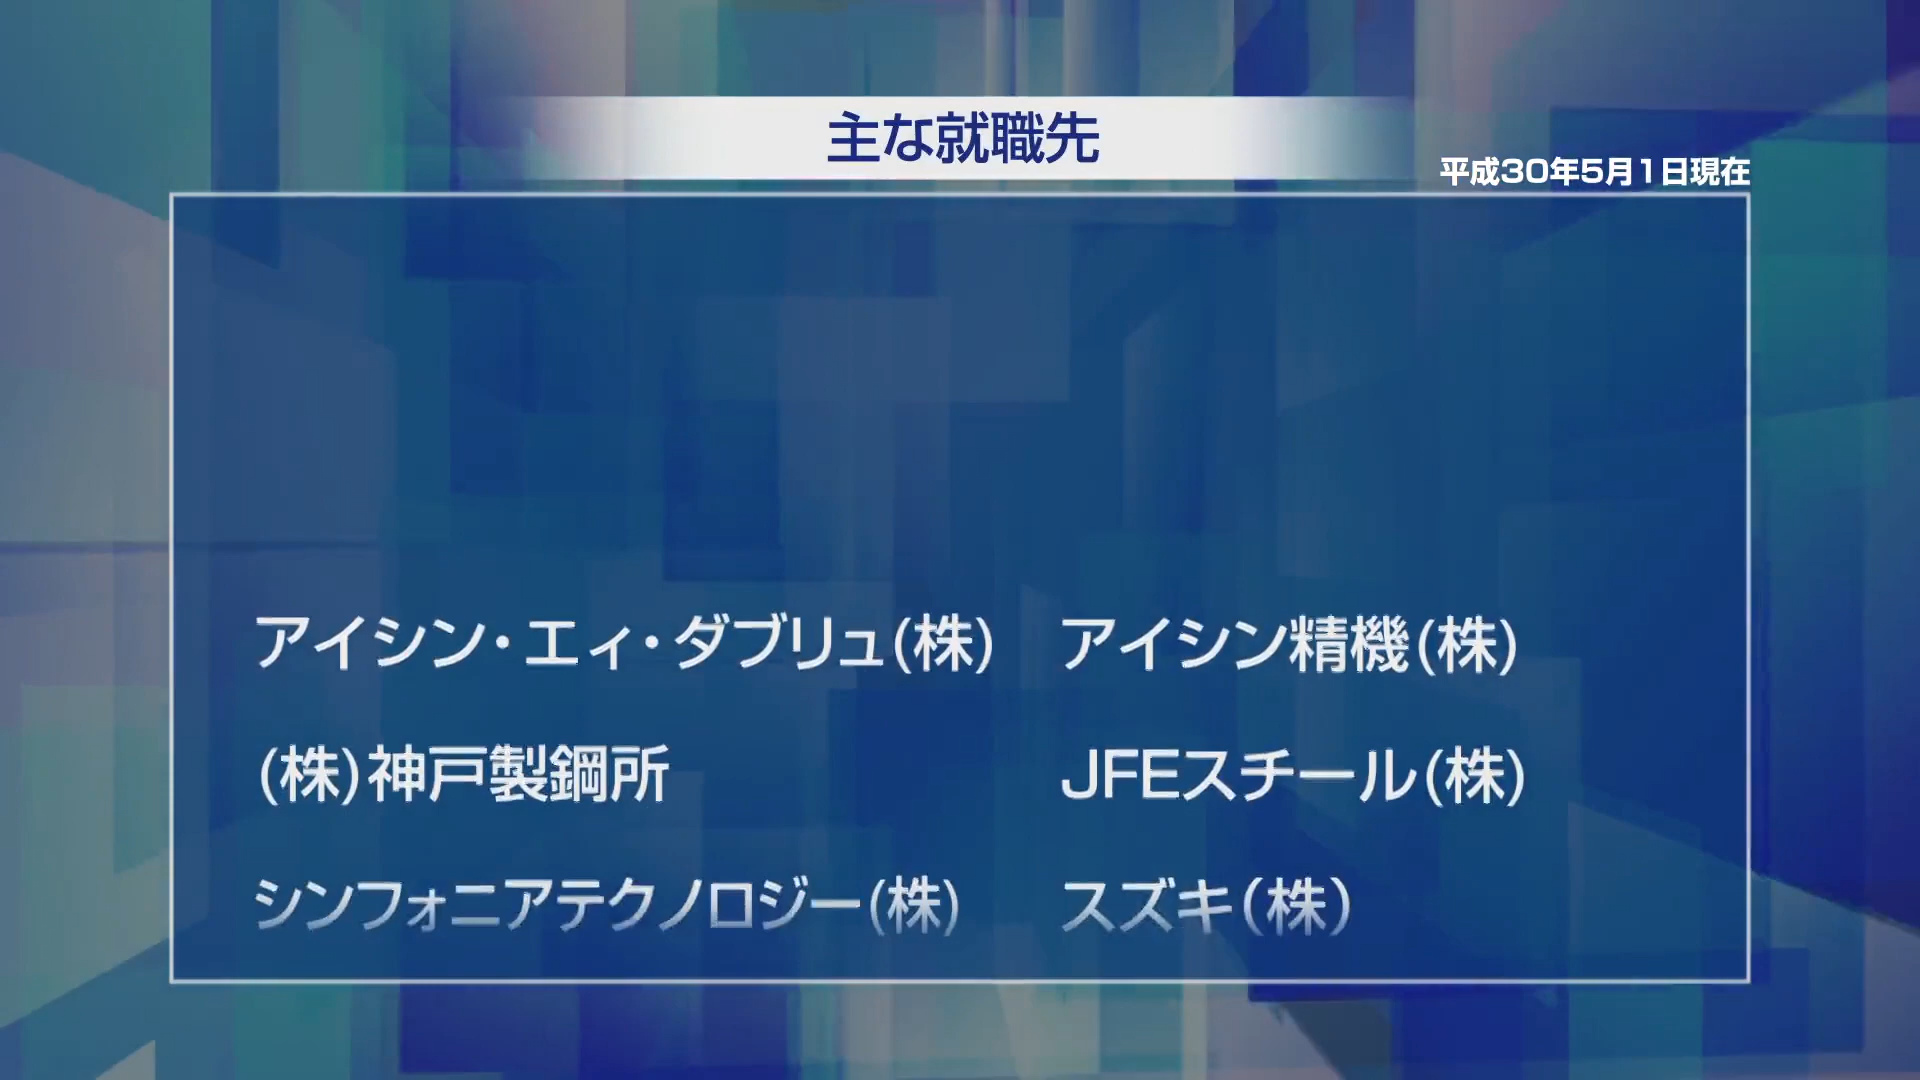 主な就職先
平成30年5月1日現在
アイシン・エィ・ダブリュ(株) アイシン精機(株)
(株)神戸製鋼所 JFEスチール(株)
シンフォニアテクノロジー(株) スズキ(株)